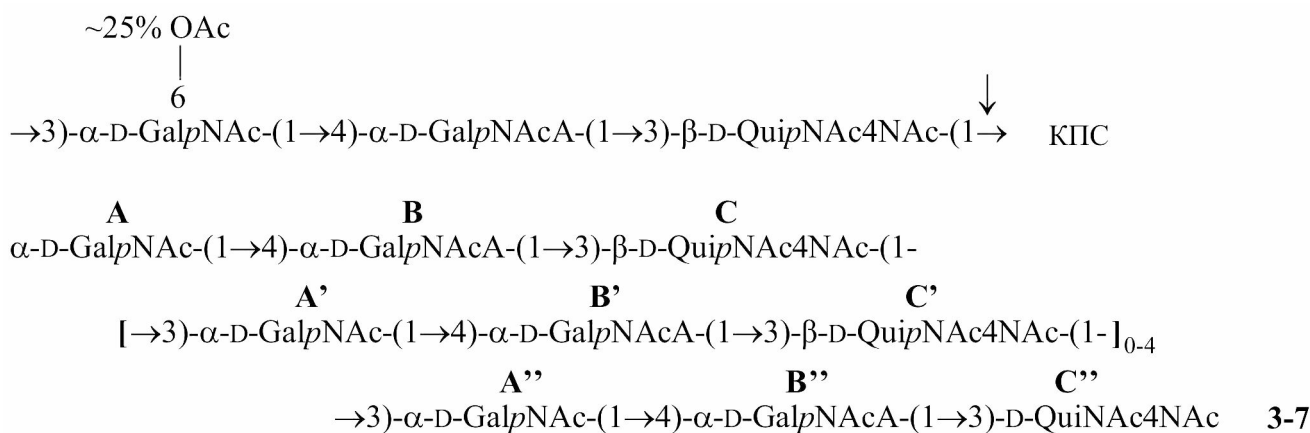 ~25% OAc
|
6
↓
→3)-α-D-GalpNAc-(1→4)-α-D-GalpNAcA-(1→3)-β-D-QuipNAc4NAc-(1→ КПС
A B C
α-D-GalpNAc-(1→4)-α-D-GalpNAcA-(1→3)-β-D-QuipNAc4NAc-(1-
A’ B’ C’
[→3)-α-D-GalpNAc-(1→4)-α-D-GalpNAcA-(1→3)-β-D-QuipNAc4NAc-(1-]0-4
A’’ B’’ C’’
→3)-α-D-GalpNAc-(1→4)-α-D-GalpNAcA-(1→3)-D-QuiNAc4NAc 3-7